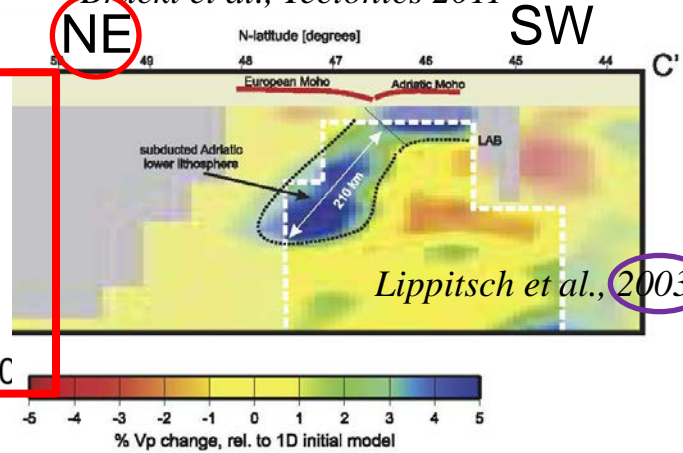 NE
SW
N-latitude [degrees]
49 48 47 46 45 44
C'
European Moho
Adriatic Moho
subducted Adriatic
lower lithosphere
LAB
210 km
Lippitsch et al., 2003
-5 -4 -3 -2 -1 0 1 2 3 4 5
% Vp change, rel. to 1D initial model